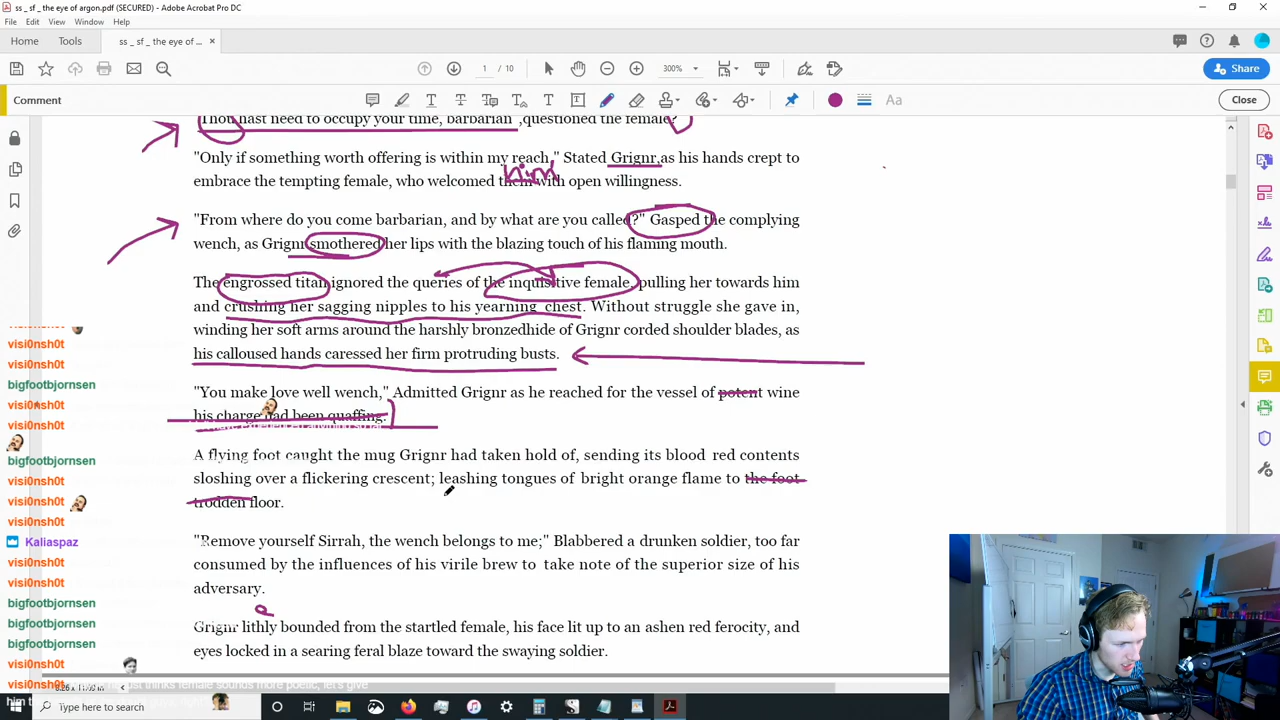 ss _ sf _ the eye of argon.pdf (SECURED) - Adobe Acrobat Pro DC
File Edit View Window Help
Home Tools ss _ sf _ the eye of ... ×
1 / 10 300%
Share
Comment
Close
Thou hast need to occupy your time, barbarian",questioned the female?
"Only if something worth offering is within my reach," Stated Grignr,as his hands crept to
him
embrace the tempting female, who welcomed them with open willingness.
"From where do you come barbarian, and by what are you called?" Gasped the complying
wench, as Grignr smothered her lips with the blazing touch of his flaming mouth.
The engrossed titan ignored the queries of the inquisitive female, pulling her towards him
and crushing her sagging nipples to his yearning chest. Without struggle she gave in,
winding her soft arms around the harshly bronzedhide of Grignr corded shoulder blades, as
his calloused hands caressed her firm protruding busts.
"You make love well wench," Admitted Grignr as he reached for the vessel of potent wine
his charge had been quaffing.
A flying foot caught the mug Grignr had taken hold of, sending its blood red contents
sloshing over a flickering crescent; leashing tongues of bright orange flame to the foot
trodden floor.
"Remove yourself Sirrah, the wench belongs to me;" Blabbered a drunken soldier, too far
consumed by the influences of his virile brew to take note of the superior size of his
adversary.
Grignr lithly bounded from the startled female, his face lit up to an ashen red ferocity, and
eyes locked in a searing feral blaze toward the swaying soldier.
visi0nsh0t
visi0nsh0t
bigfootbjornsen
visi0nsh0t
visi0nsh0t
bigfootbjornsen
visi0nsh0t
visi0nsh0t
Kaliaspaz
visi0nsh0t
visi0nsh0t
bigfootbjornsen
bigfootbjornsen
bigfootbjornsen
visi0nsh0t
visi0nsh0t
just thinks female sounds more poetic, let's give
Type here to search